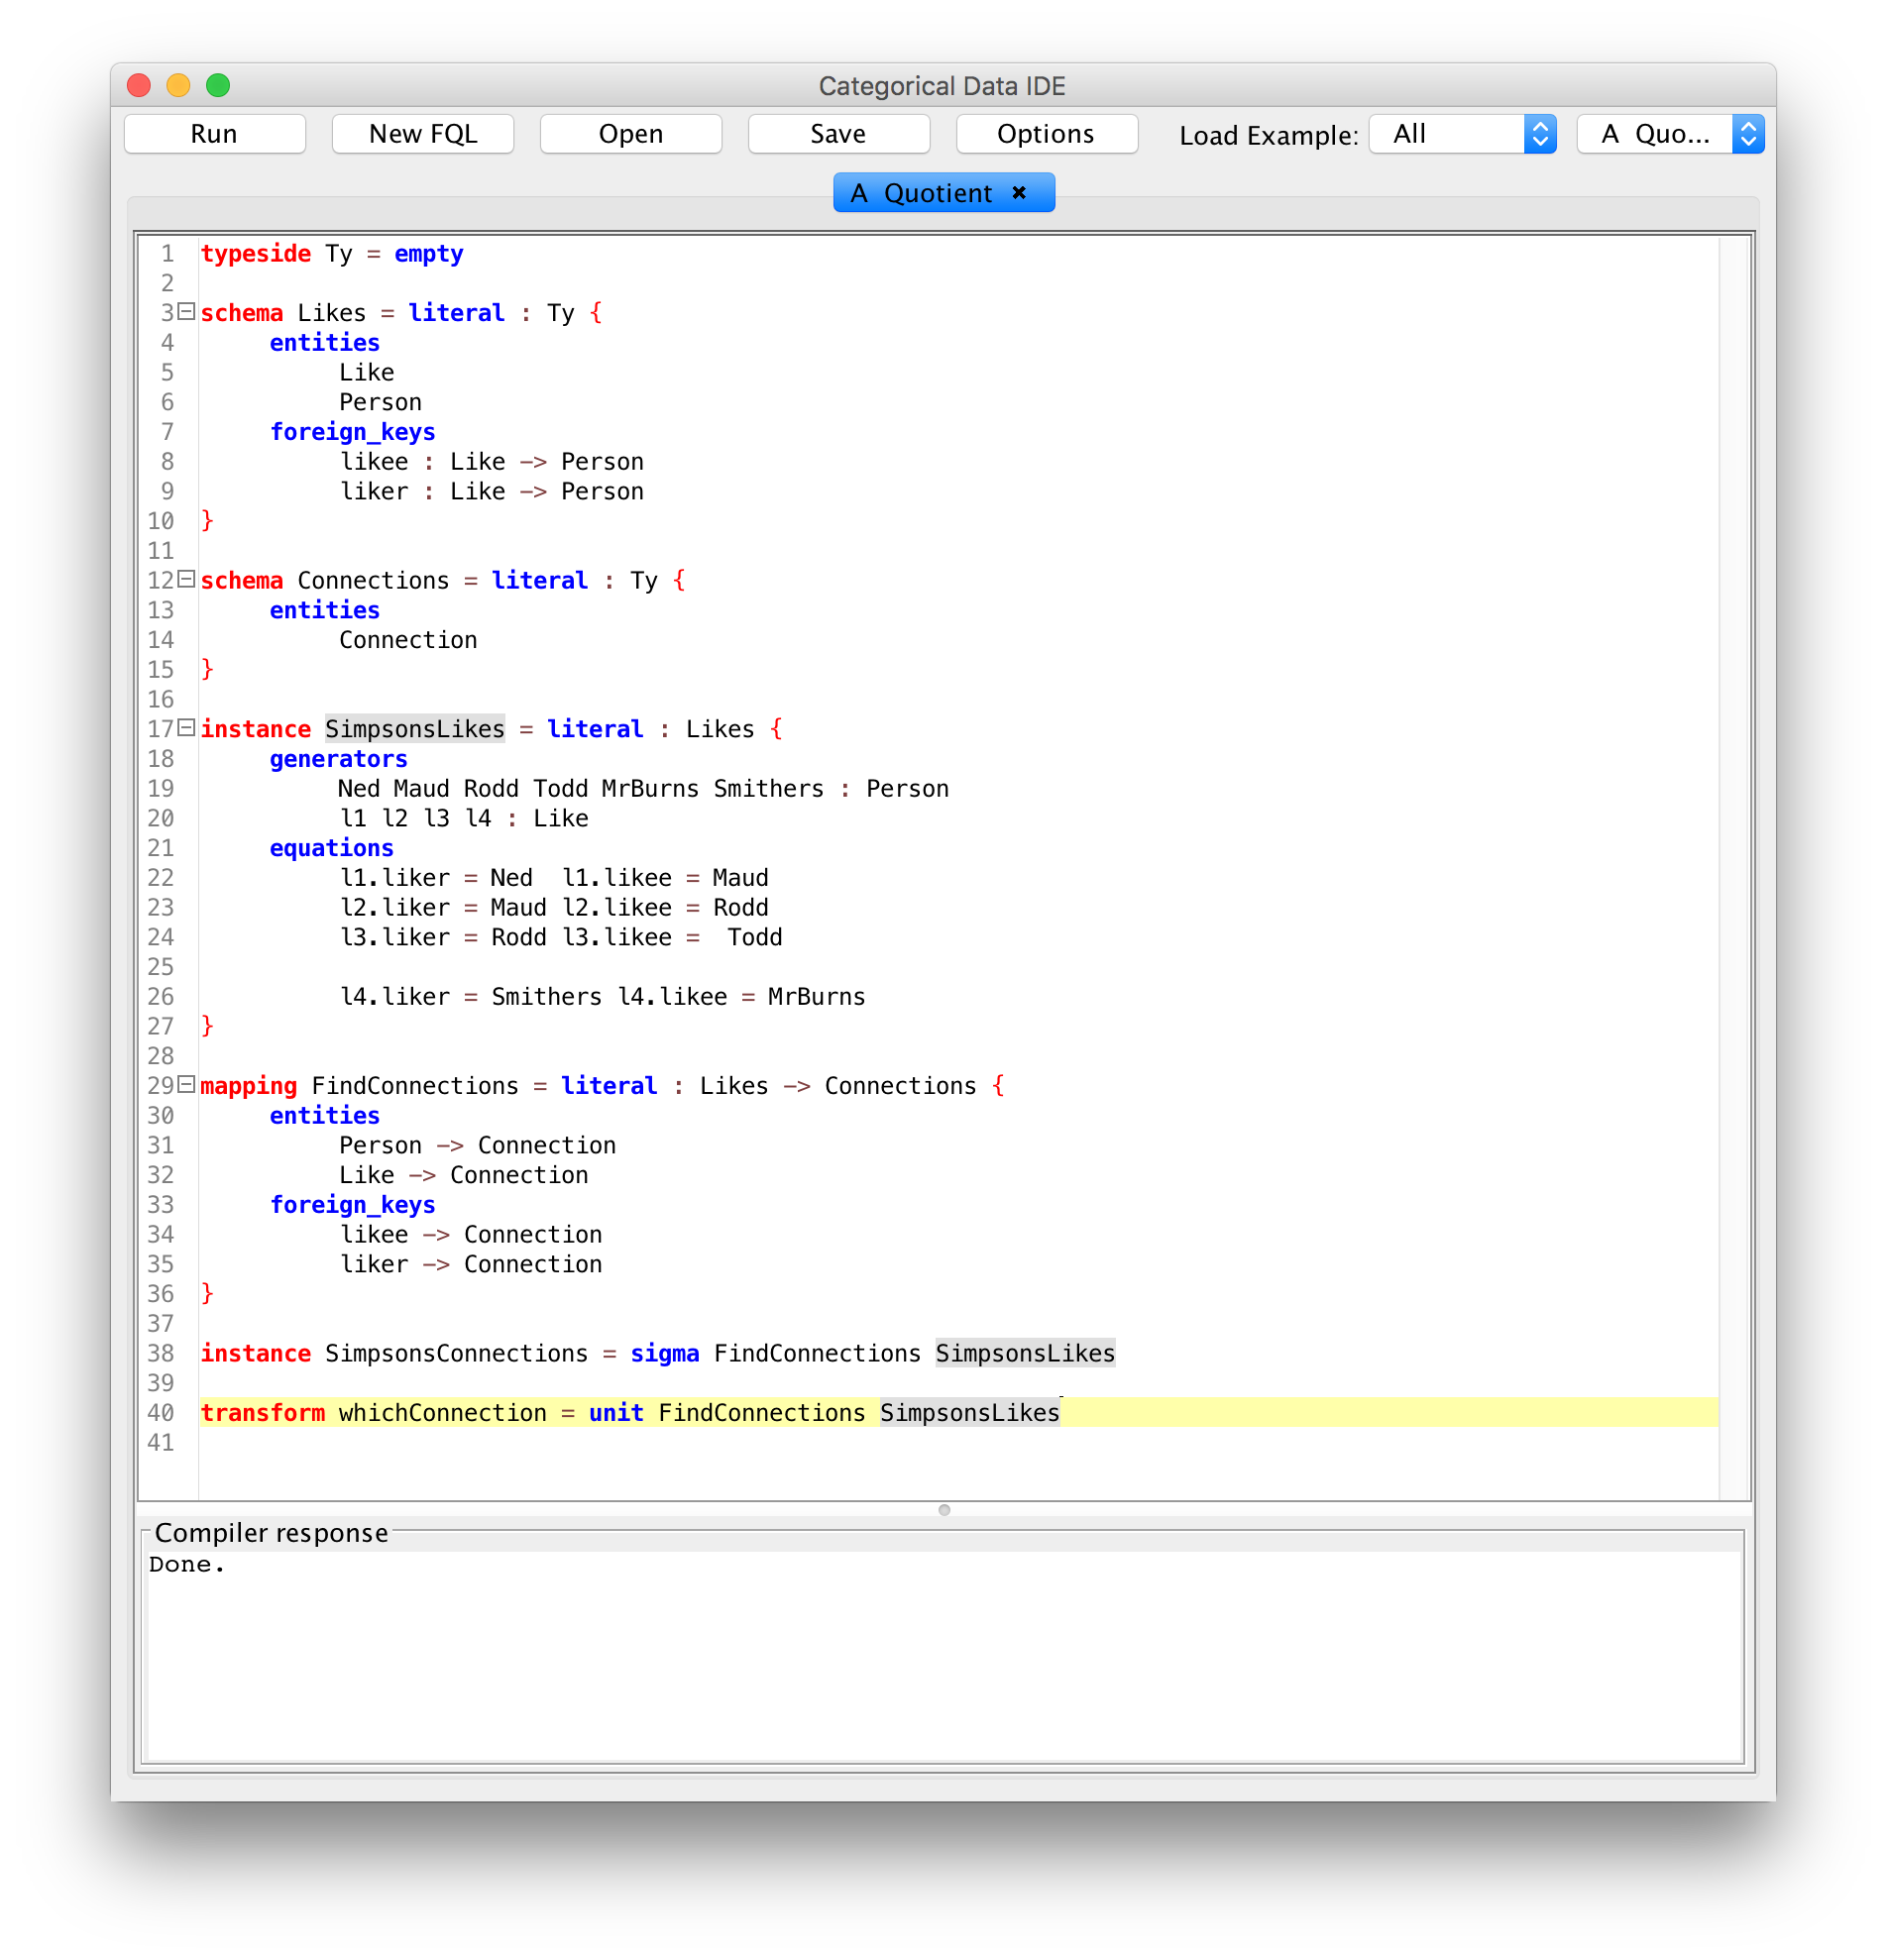 Categorical Data IDE
Run New FQL Open Save Options Load Example: All A Quo...
A Quotient ×
1 typeside Ty = empty
2
3 schema Likes = literal : Ty {
4 entities
5 Like
6 Person
7 foreign_keys
8 likee : Like -> Person
9 liker : Like -> Person
10 }
11
12 schema Connections = literal : Ty {
13 entities
14 Connection
15 }
16
17 instance SimpsonsLikes = literal : Likes {
18 generators
19 Ned Maud Rodd Todd MrBurns Smithers : Person
20 l1 l2 l3 l4 : Like
21 equations
22 l1.liker = Ned l1.likee = Maud
23 l2.liker = Maud l2.likee = Rodd
24 l3.liker = Rodd l3.likee = Todd
25
26 l4.liker = Smithers l4.likee = MrBurns
27 }
28
29 mapping FindConnections = literal : Likes -> Connections {
30 entities
31 Person -> Connection
32 Like -> Connection
33 foreign_keys
34 likee -> Connection
35 liker -> Connection
36 }
37
38 instance SimpsonsConnections = sigma FindConnections SimpsonsLikes
39
40 transform whichConnection = unit FindConnections SimpsonsLikes
41
Compiler response
Done.